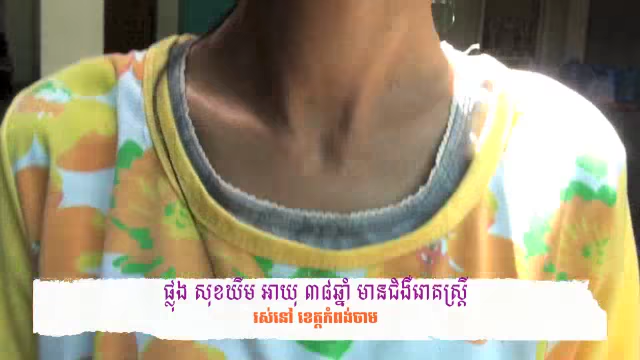 ផ្លុង សុខឃីម អាយុ ៣៨ឆ្នាំ មានជិងឺរោគស្ត្រី
រស់នៅ ខេត្តកំពង់ចាម